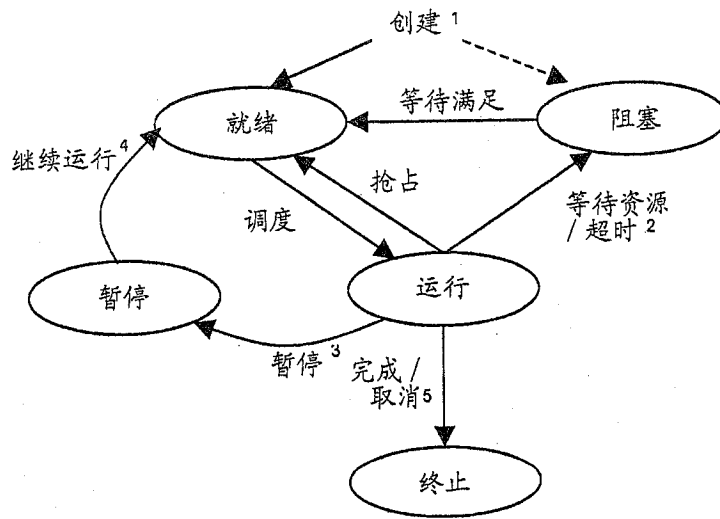 创建 1
就绪
等待满足
阻塞
继续运行4
抢占
调度
等待资源
/ 超时 2
暂停
运行
暂停 3
完成 /
取消5
终止